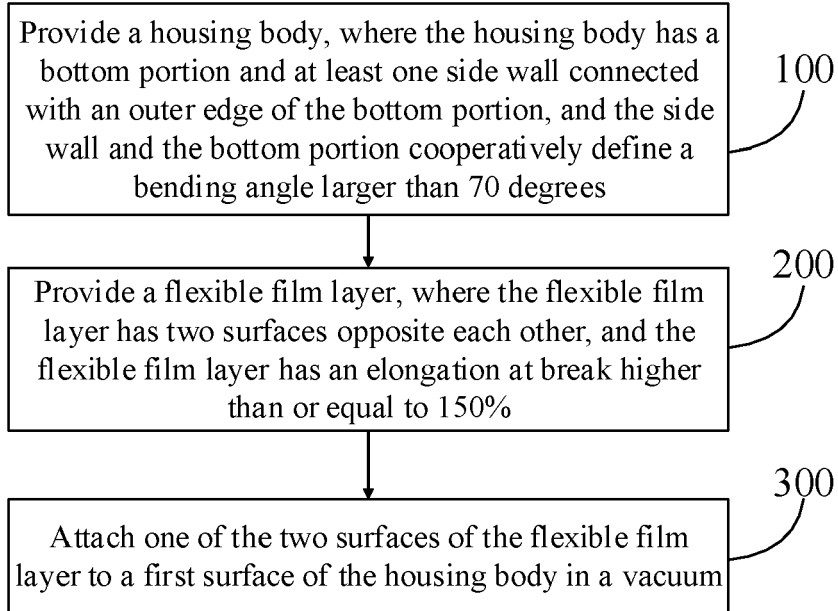 Provide a housing body, where the housing body has a
bottom portion and at least one side wall connected
with an outer edge of the bottom portion, and the side
wall and the bottom portion cooperatively define a
bending angle larger than 70 degrees
100
Provide a flexible film layer, where the flexible film
layer has two surfaces opposite each other, and the
flexible film layer has an elongation at break higher
than or equal to 150%
200
Attach one of the two surfaces of the flexible film
layer to a first surface of the housing body in a vacuum
300